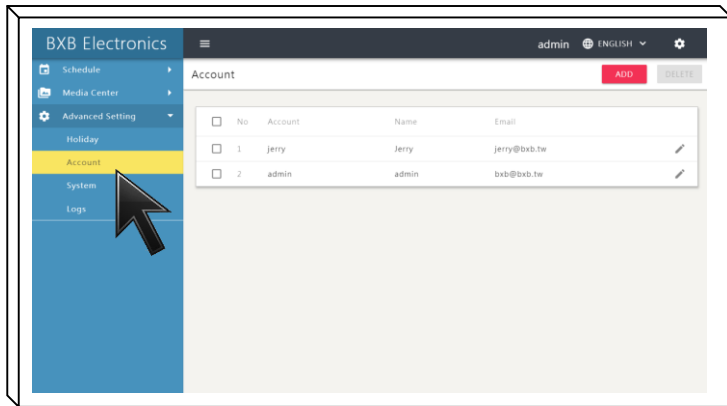 BXB Electronics
admin ENGLISH
Schedule
Account ADD DELETE
Media Center
Advanced Setting
No Account Name Email
Holiday
1 jerry Jerry jerry@bxb.tw
Account
2 admin admin bxb@bxb.tw
System
Logs